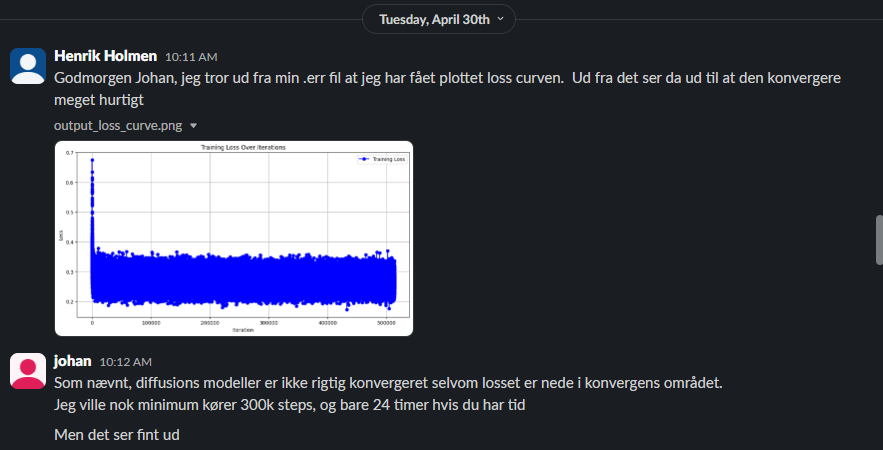 Tuesday, April 30th
Henrik Holmen 10:11 AM
Godmorgen Johan, jeg tror ud fra min .err fil at jeg har fået plottet loss curven. Ud fra det ser da ud til at den konvergere
meget hurtigt
output_loss_curve.png
Training Loss Over Iterations
Training Loss
0.7
0.6
0.5
0.4
0.3
0.2
Loss
0 100000 200000 300000 400000 500000
Iteration
johan 10:12 AM
Som nævnt, diffusions modeller er ikke rigtig konvergeret selvom losset er nede i konvergens området.
Jeg ville nok minimum kører 300k steps, og bare 24 timer hvis du har tid
Men det ser fint ud